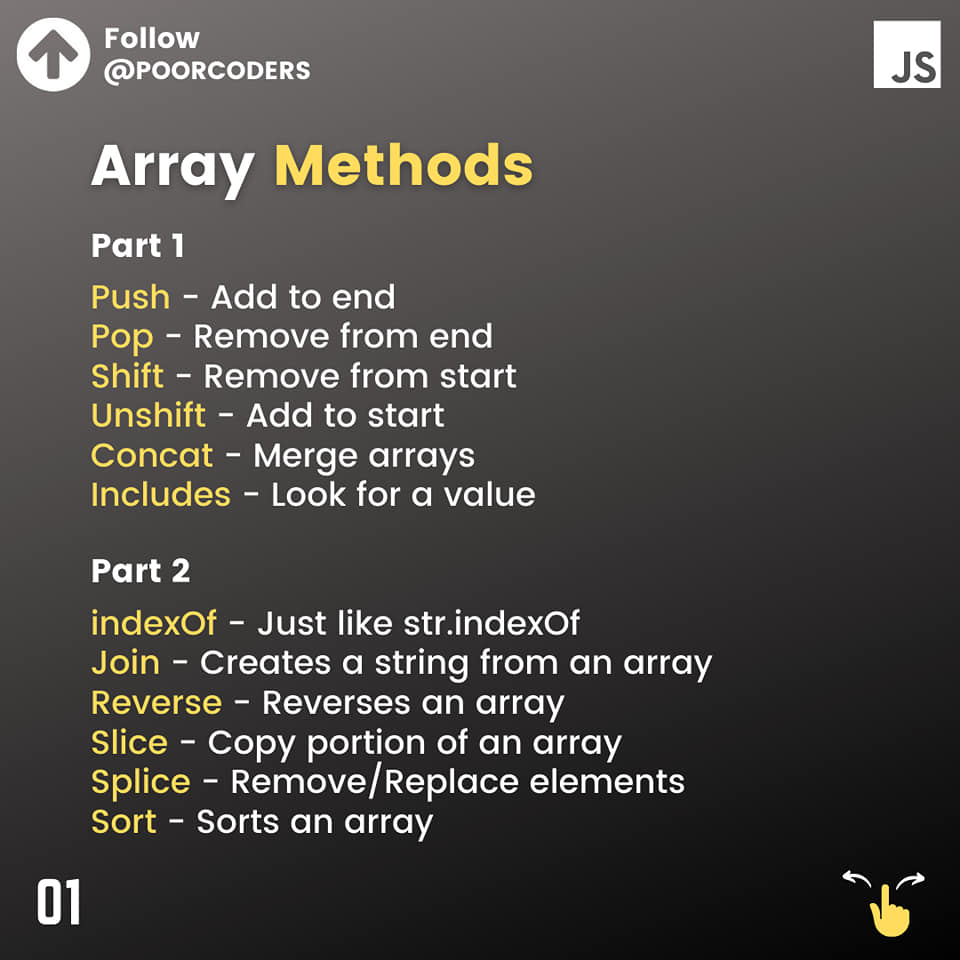 Follow
@POORCODERS
JS
Array Methods
Part 1
Push - Add to end
Pop - Remove from end
Shift - Remove from start
Unshift - Add to start
Concat - Merge arrays
Includes - Look for a value
Part 2
indexOf - Just like str.indexOf
Join - Creates a string from an array
Reverse - Reverses an array
Slice - Copy portion of an array
Splice - Remove/Replace elements
Sort - Sorts an array
01